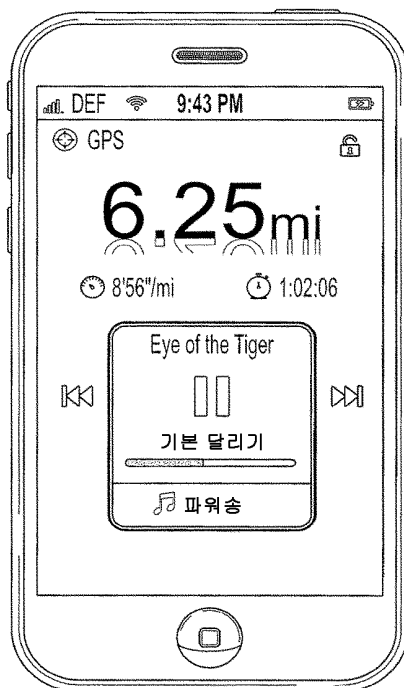 DEF 9:43 PM
GPS
6.25mi
8'56"/mi 1:02:06
Eye of the Tiger
기본 달리기
파워송